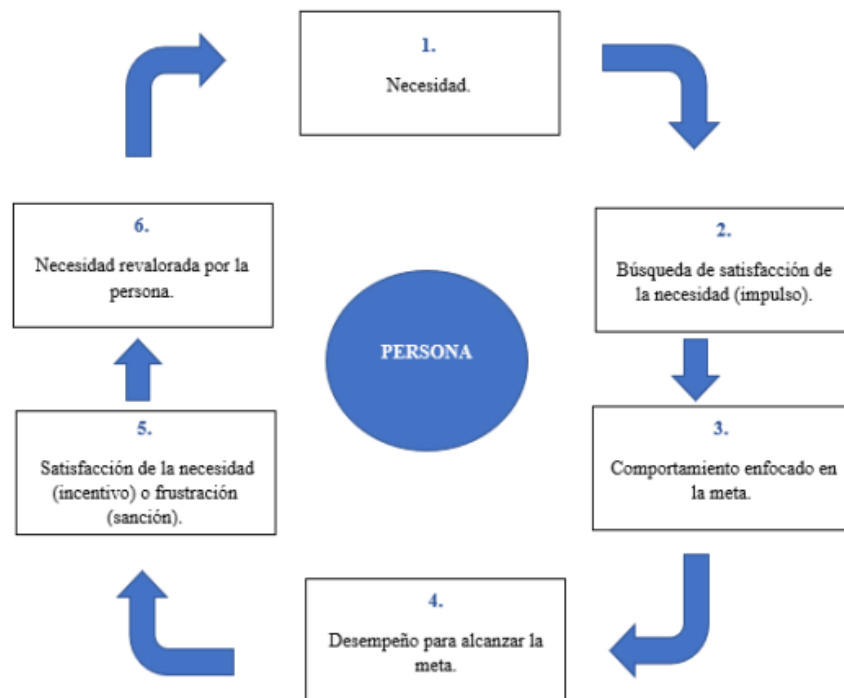 1.
Necesidad.
2.
Búsqueda de satisfacción de
la necesidad (impulso).
3.
Comportamiento enfocado en
la meta.
4.
Desempeño para alcanzar la
meta.
5.
Satisfacción de la necesidad
(incentivo) o frustración
(sanción).
6.
Necesidad revalorada por la
persona.
PERSONA